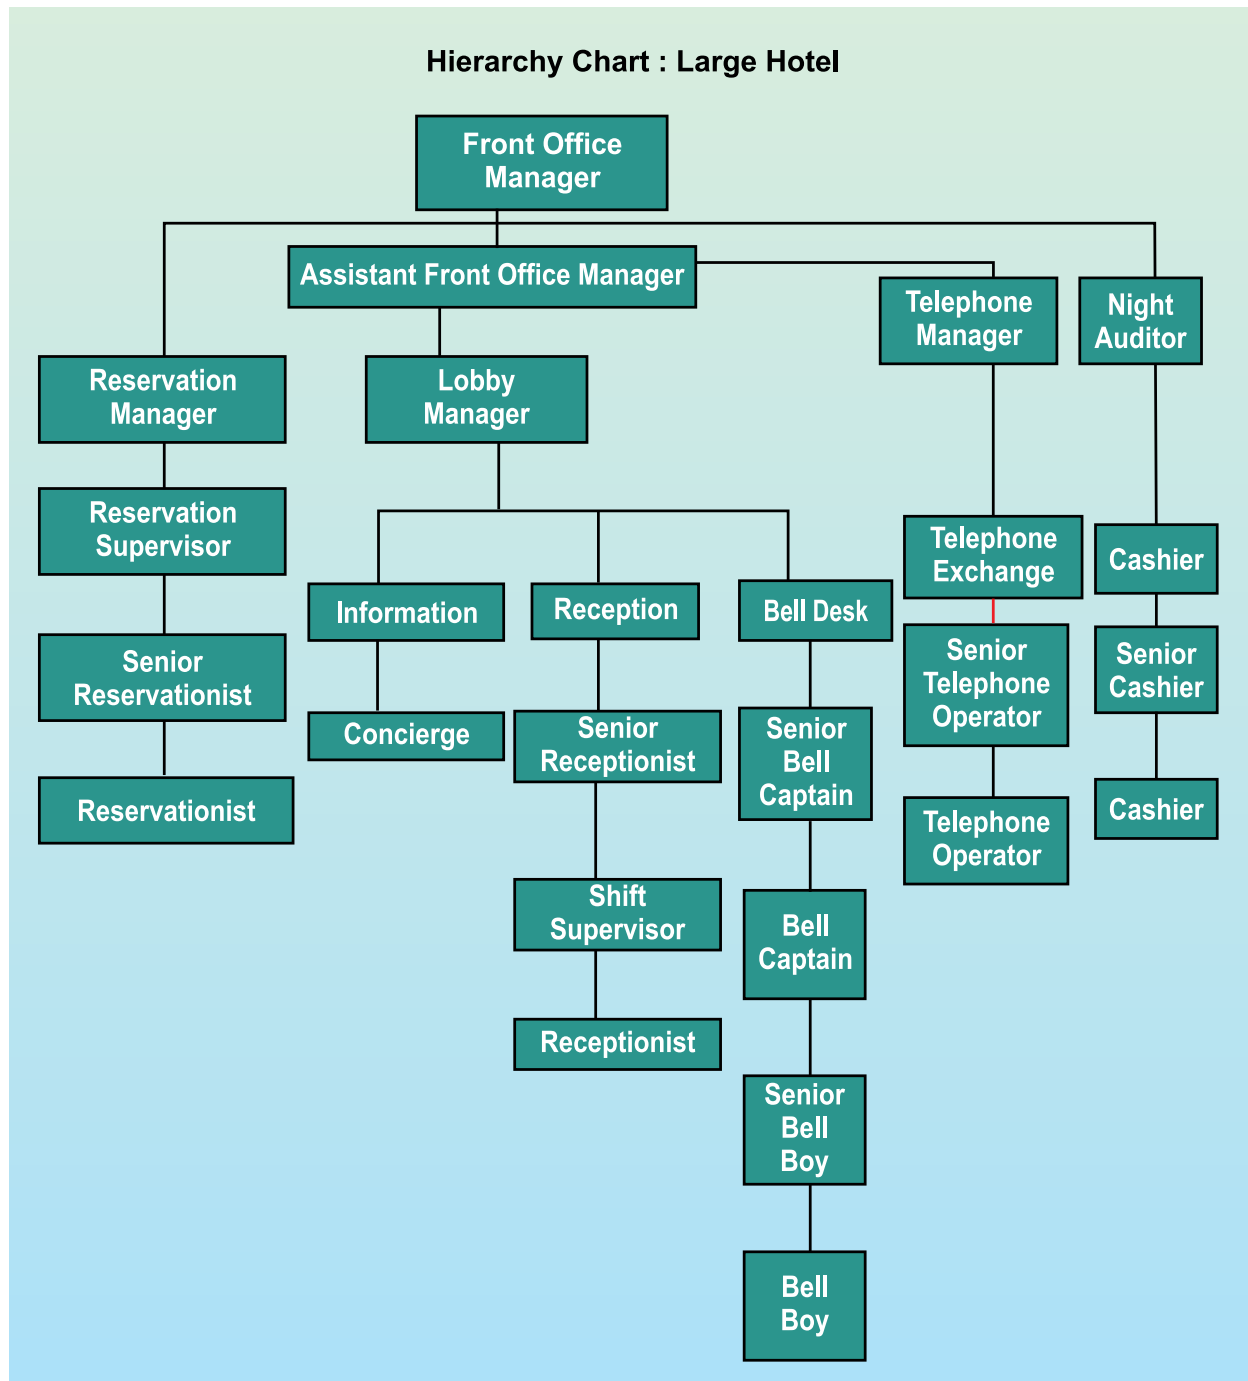 Hierarchy Chart : Large Hotel
Front Office
Manager
Assistant Front Office Manager
Telephone
Manager
Night
Auditor
Reservation
Manager
Lobby
Manager
Reservation
Supervisor
Telephone
Exchange
Cashier
Information
Reception
Bell Desk
Senior
Reservationist
Senior
Telephone
Operator
Senior
Cashier
Concierge
Senior
Receptionist
Senior
Bell
Captain
Reservationist
Telephone
Operator
Cashier
Shift
Supervisor
Bell
Captain
Receptionist
Senior
Bell
Boy
Bell
Boy